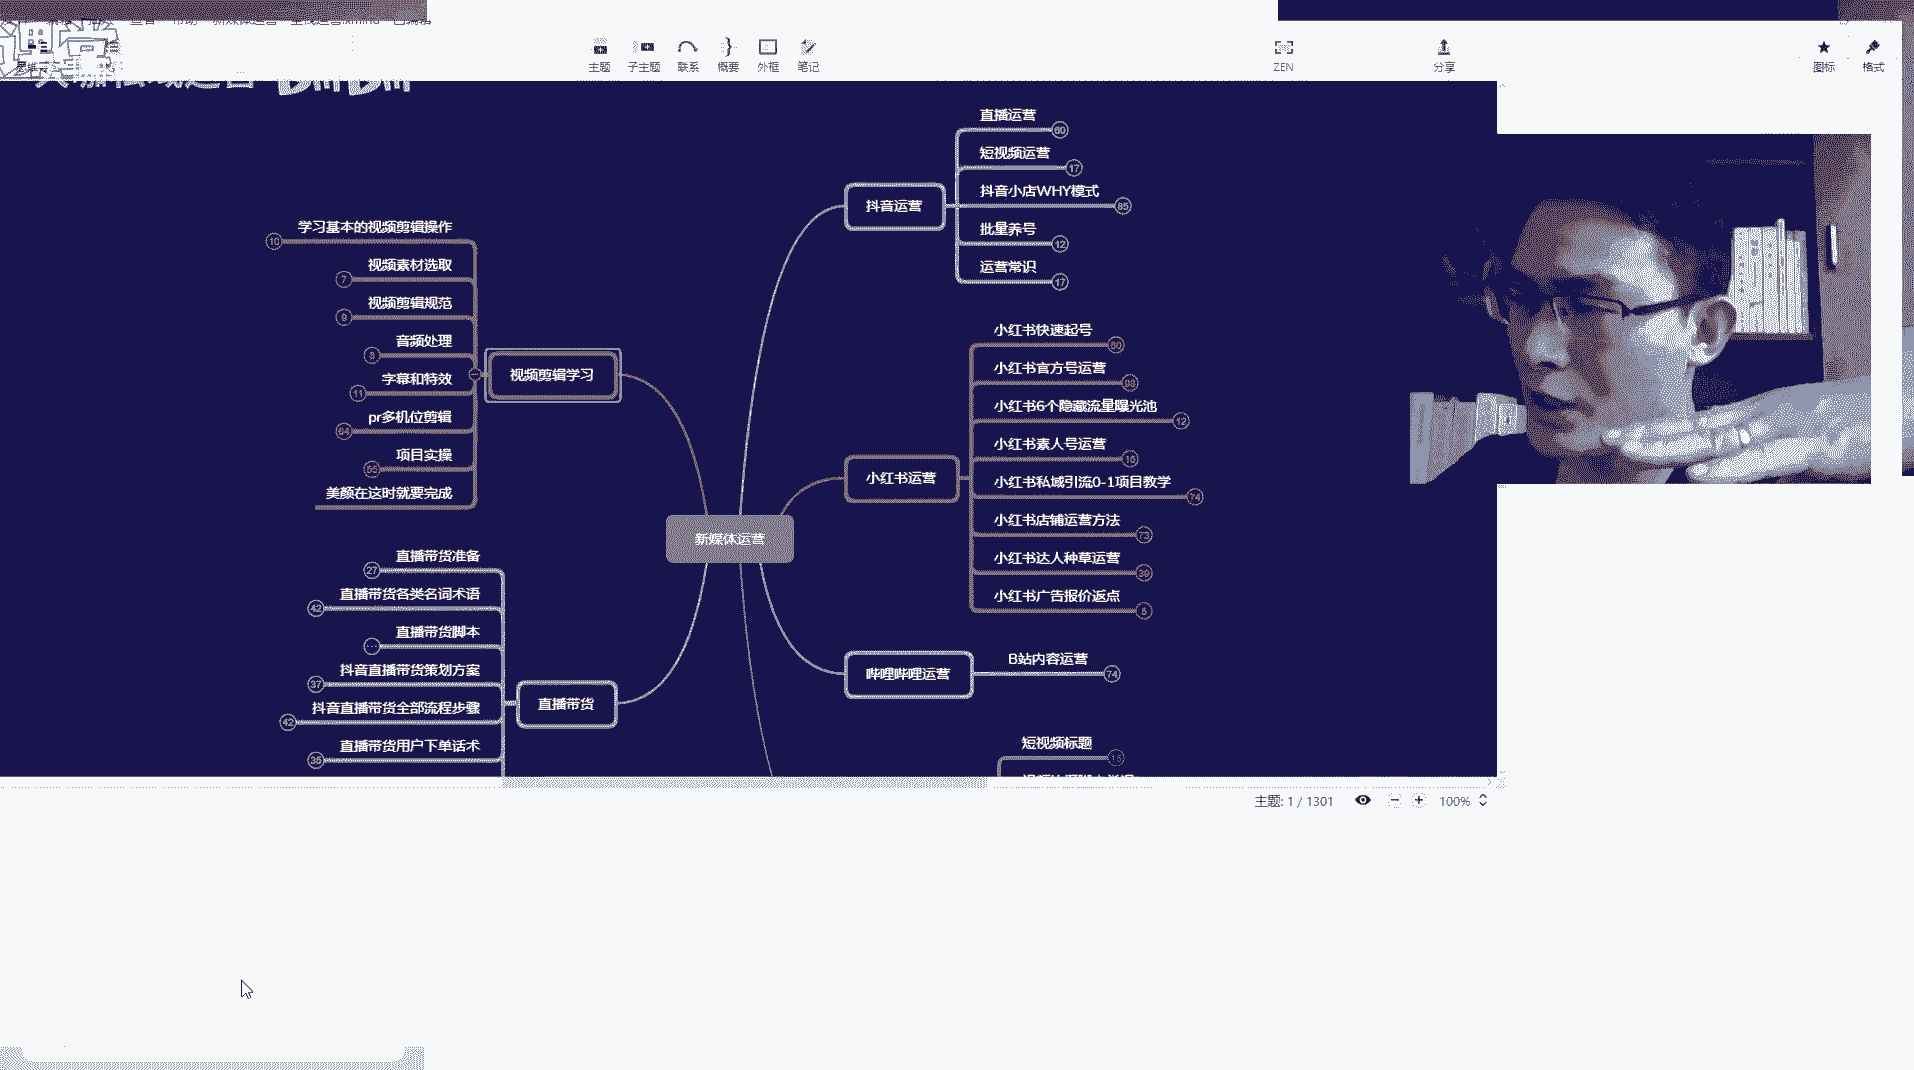 查看 帮助
主题 子主题 联系 概要 外框 笔记
ZEN
分享
图标 格式
新媒体运营
抖音运营
直播运营 60
短视频运营 17
抖音小店WHY模式 85
批量养号 12
运营常识 17
小红书运营
小红书快速起号
小红书官方号运营
小红书6个隐藏流量曝光池 12
小红书素人号运营
小红书私域引流0-1项目教学 74
小红书店铺运营方法 73
小红书达人种草运营 39
小红书广告报价返点 5
哔哩哔哩运营
B站内容运营 74
短视频标题
视频剪辑学习
学习基本的视频剪辑操作 10
视频素材选取 7
视频剪辑规范 9
音频处理 8
字幕和特效 11
pr多机位剪辑 64
项目实操 55
美颜在这时就要完成
直播带货
直播带货准备 27
直播带货各类名词术语 42
直播带货脚本
抖音直播带货策划方案 37
抖音直播带货全部流程步骤 42
直播带货用户下单话术 35
主题: 1 / 1301
100%